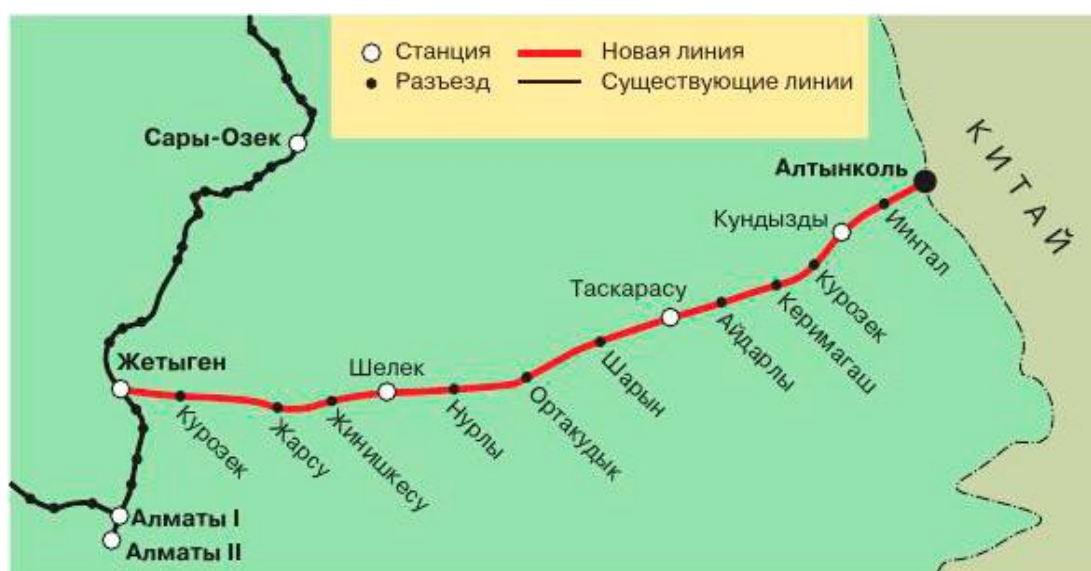 Станция
Новая линия
Разъезд
Существующие линии
Сары-Озек
КИТАЙ
Алтынколь
Кундызды
Иинтал
Таскарасу
Курозек
Керимагаш
Айдарлы
Жетыген
Шелек
Шарын
Ортакудык
Нурлы
Жинишкесу
Жарсу
Курозек
Алматы I
Алматы II